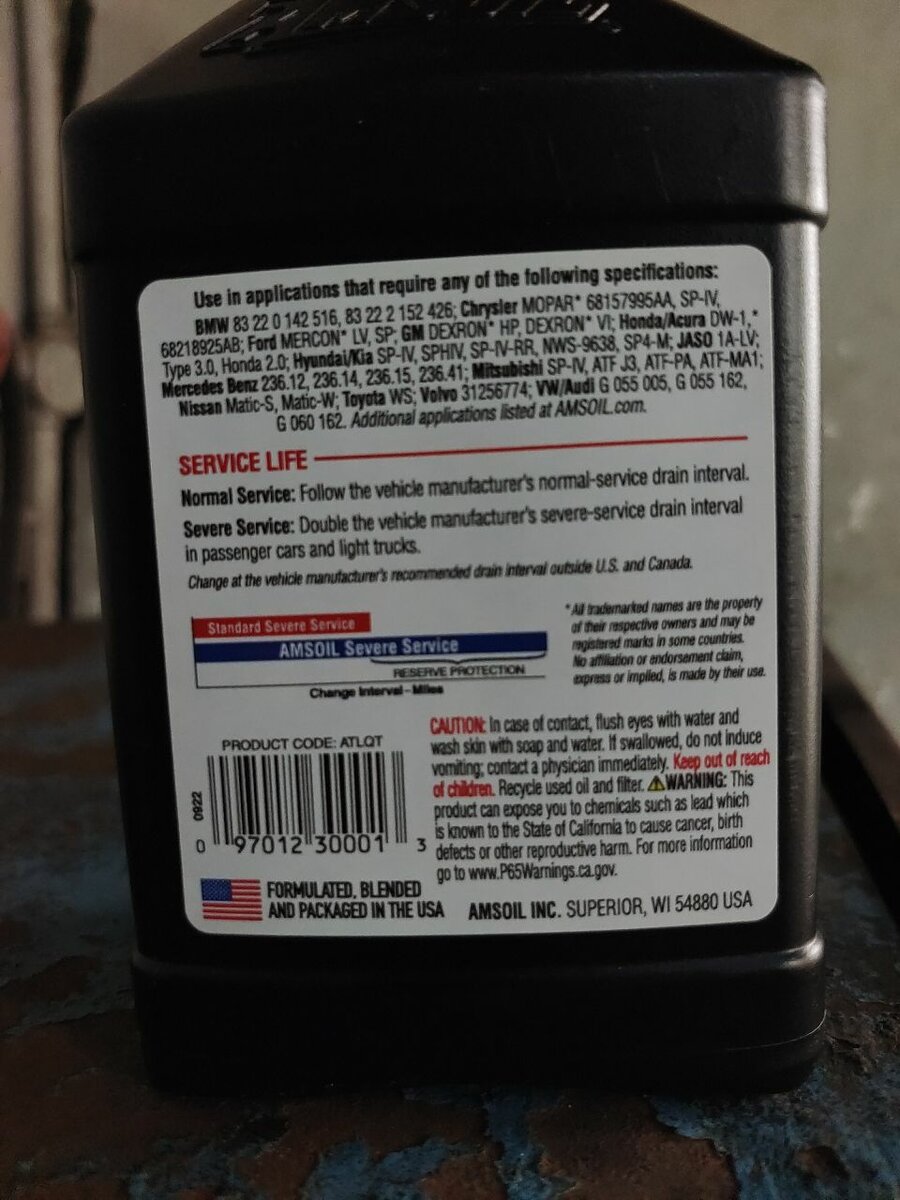 Use in applications that require any of the following specifications:
BMW 83 22 0 142 516, 83 22 2 152 426; Chrysler MOPAR* 68157995AA, SP-IV,
68218925AB; Ford MERCON* LV, SP; GM DEXRON* HP, DEXRON* VI; Honda/Acura DW-1,*
Type 3.0, Honda 2.0; Hyundai/Kia SP-IV, SPHIV, SP-IV-RR, NWS-9638, SP4-M; JASO 1A-LV;
Mercedes Benz 236.12, 236.14, 236.15, 236.41; Mitsubishi SP-IV, ATF J3, ATF-PA, ATF-MA1;
Nissan Matic-S, Matic-W; Toyota WS; Volvo 31256774; VW/Audi G 055 005, G 055 162,
G 060 162. Additional applications listed at AMSOIL.com.
SERVICE LIFE
Normal Service: Follow the vehicle manufacturer's normal-service drain interval.
Severe Service: Double the vehicle manufacturer's severe-service drain interval
in passenger cars and light trucks.
Change at the vehicle manufacturer's recommended drain interval outside U.S. and Canada.
Standard Severe Service
AMSOIL Severe Service
RESERVE PROTECTION
Change Interval - Miles
*All trademarked names are the property
of their respective owners and may be
registered marks in some countries.
No affiliation or endorsement claim,
express or implied, is made by their use.
PRODUCT CODE: ATLQT
0922
0 97012 30001 3
CAUTION: In case of contact, flush eyes with water and
wash skin with soap and water. If swallowed, do not induce
vomiting; contact a physician immediately. Keep out of reach
of children. Recycle used oil and filter. ⚠WARNING: This
product can expose you to chemicals such as lead which
is known to the State of California to cause cancer, birth
defects or other reproductive harm. For more information
go to www.P65Warnings.ca.gov.
FORMULATED, BLENDED
AND PACKAGED IN THE USA
AMSOIL INC. SUPERIOR, WI 54880 USA